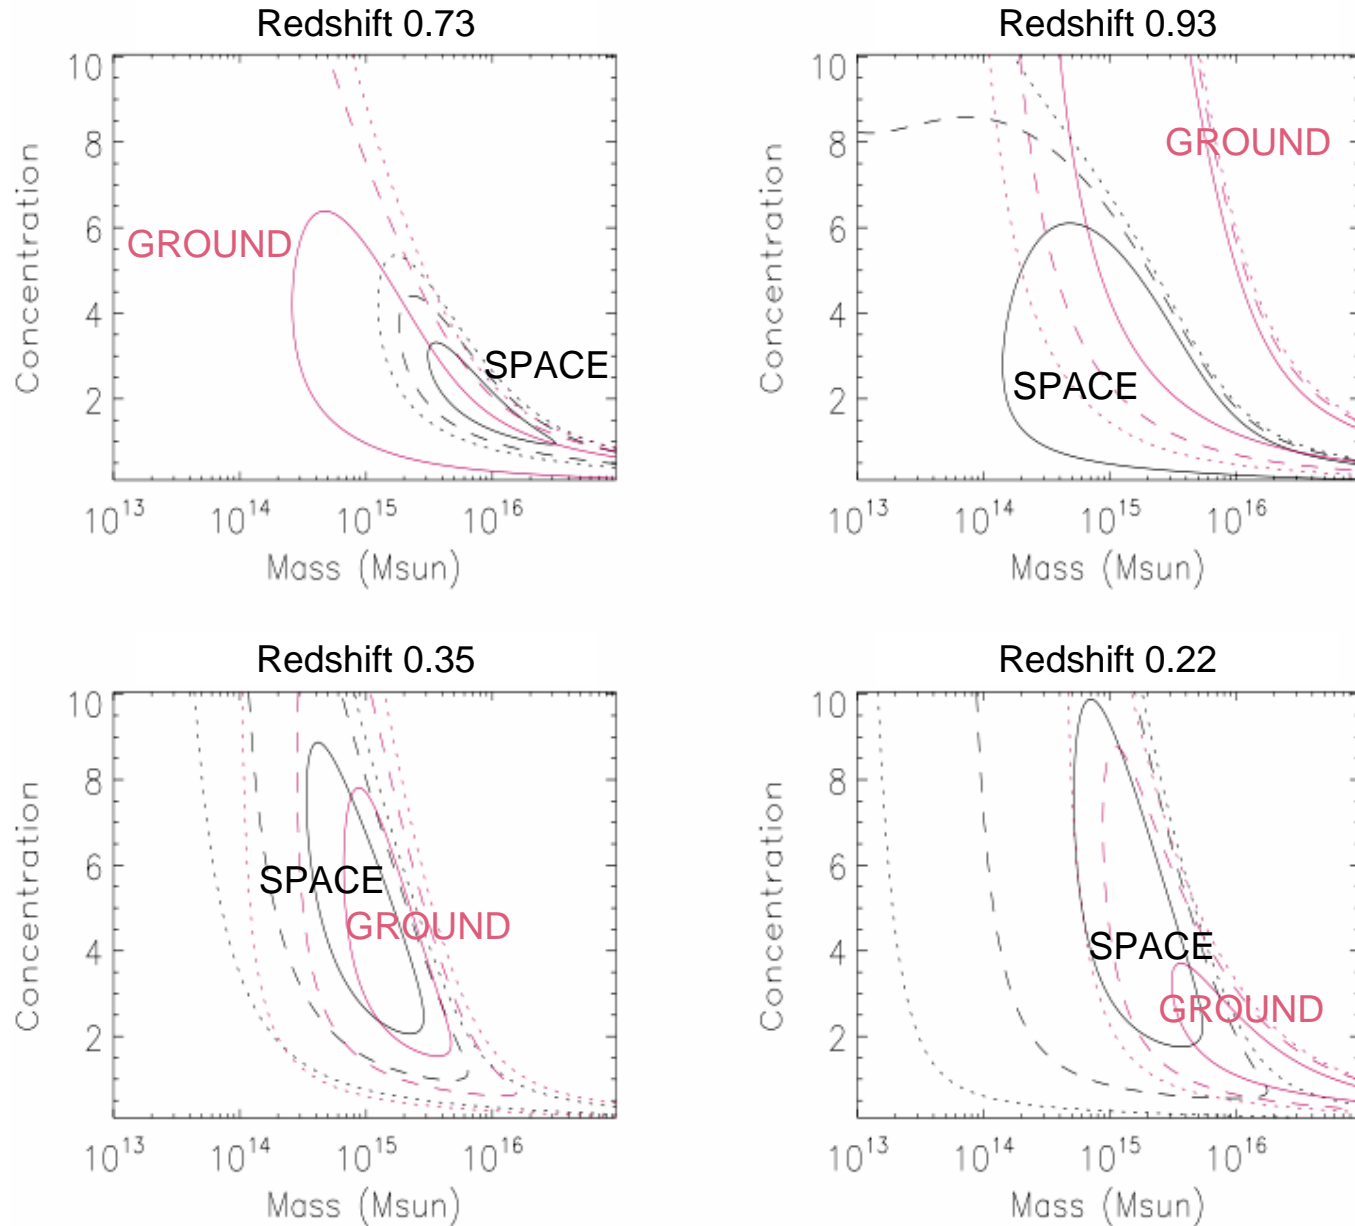 Redshift 0.73
10
8
6
4
2
Concentration
GROUND
SPACE
10^13
10^14
10^15
10^16
Mass (Msun)
Redshift 0.93
10
8
6
4
2
Concentration
GROUND
SPACE
10^13
10^14
10^15
10^16
Mass (Msun)
Redshift 0.35
10
8
6
4
2
Concentration
SPACE
GROUND
10^13
10^14
10^15
10^16
Mass (Msun)
Redshift 0.22
10
8
6
4
2
Concentration
SPACE
GROUND
10^13
10^14
10^15
10^16
Mass (Msun)